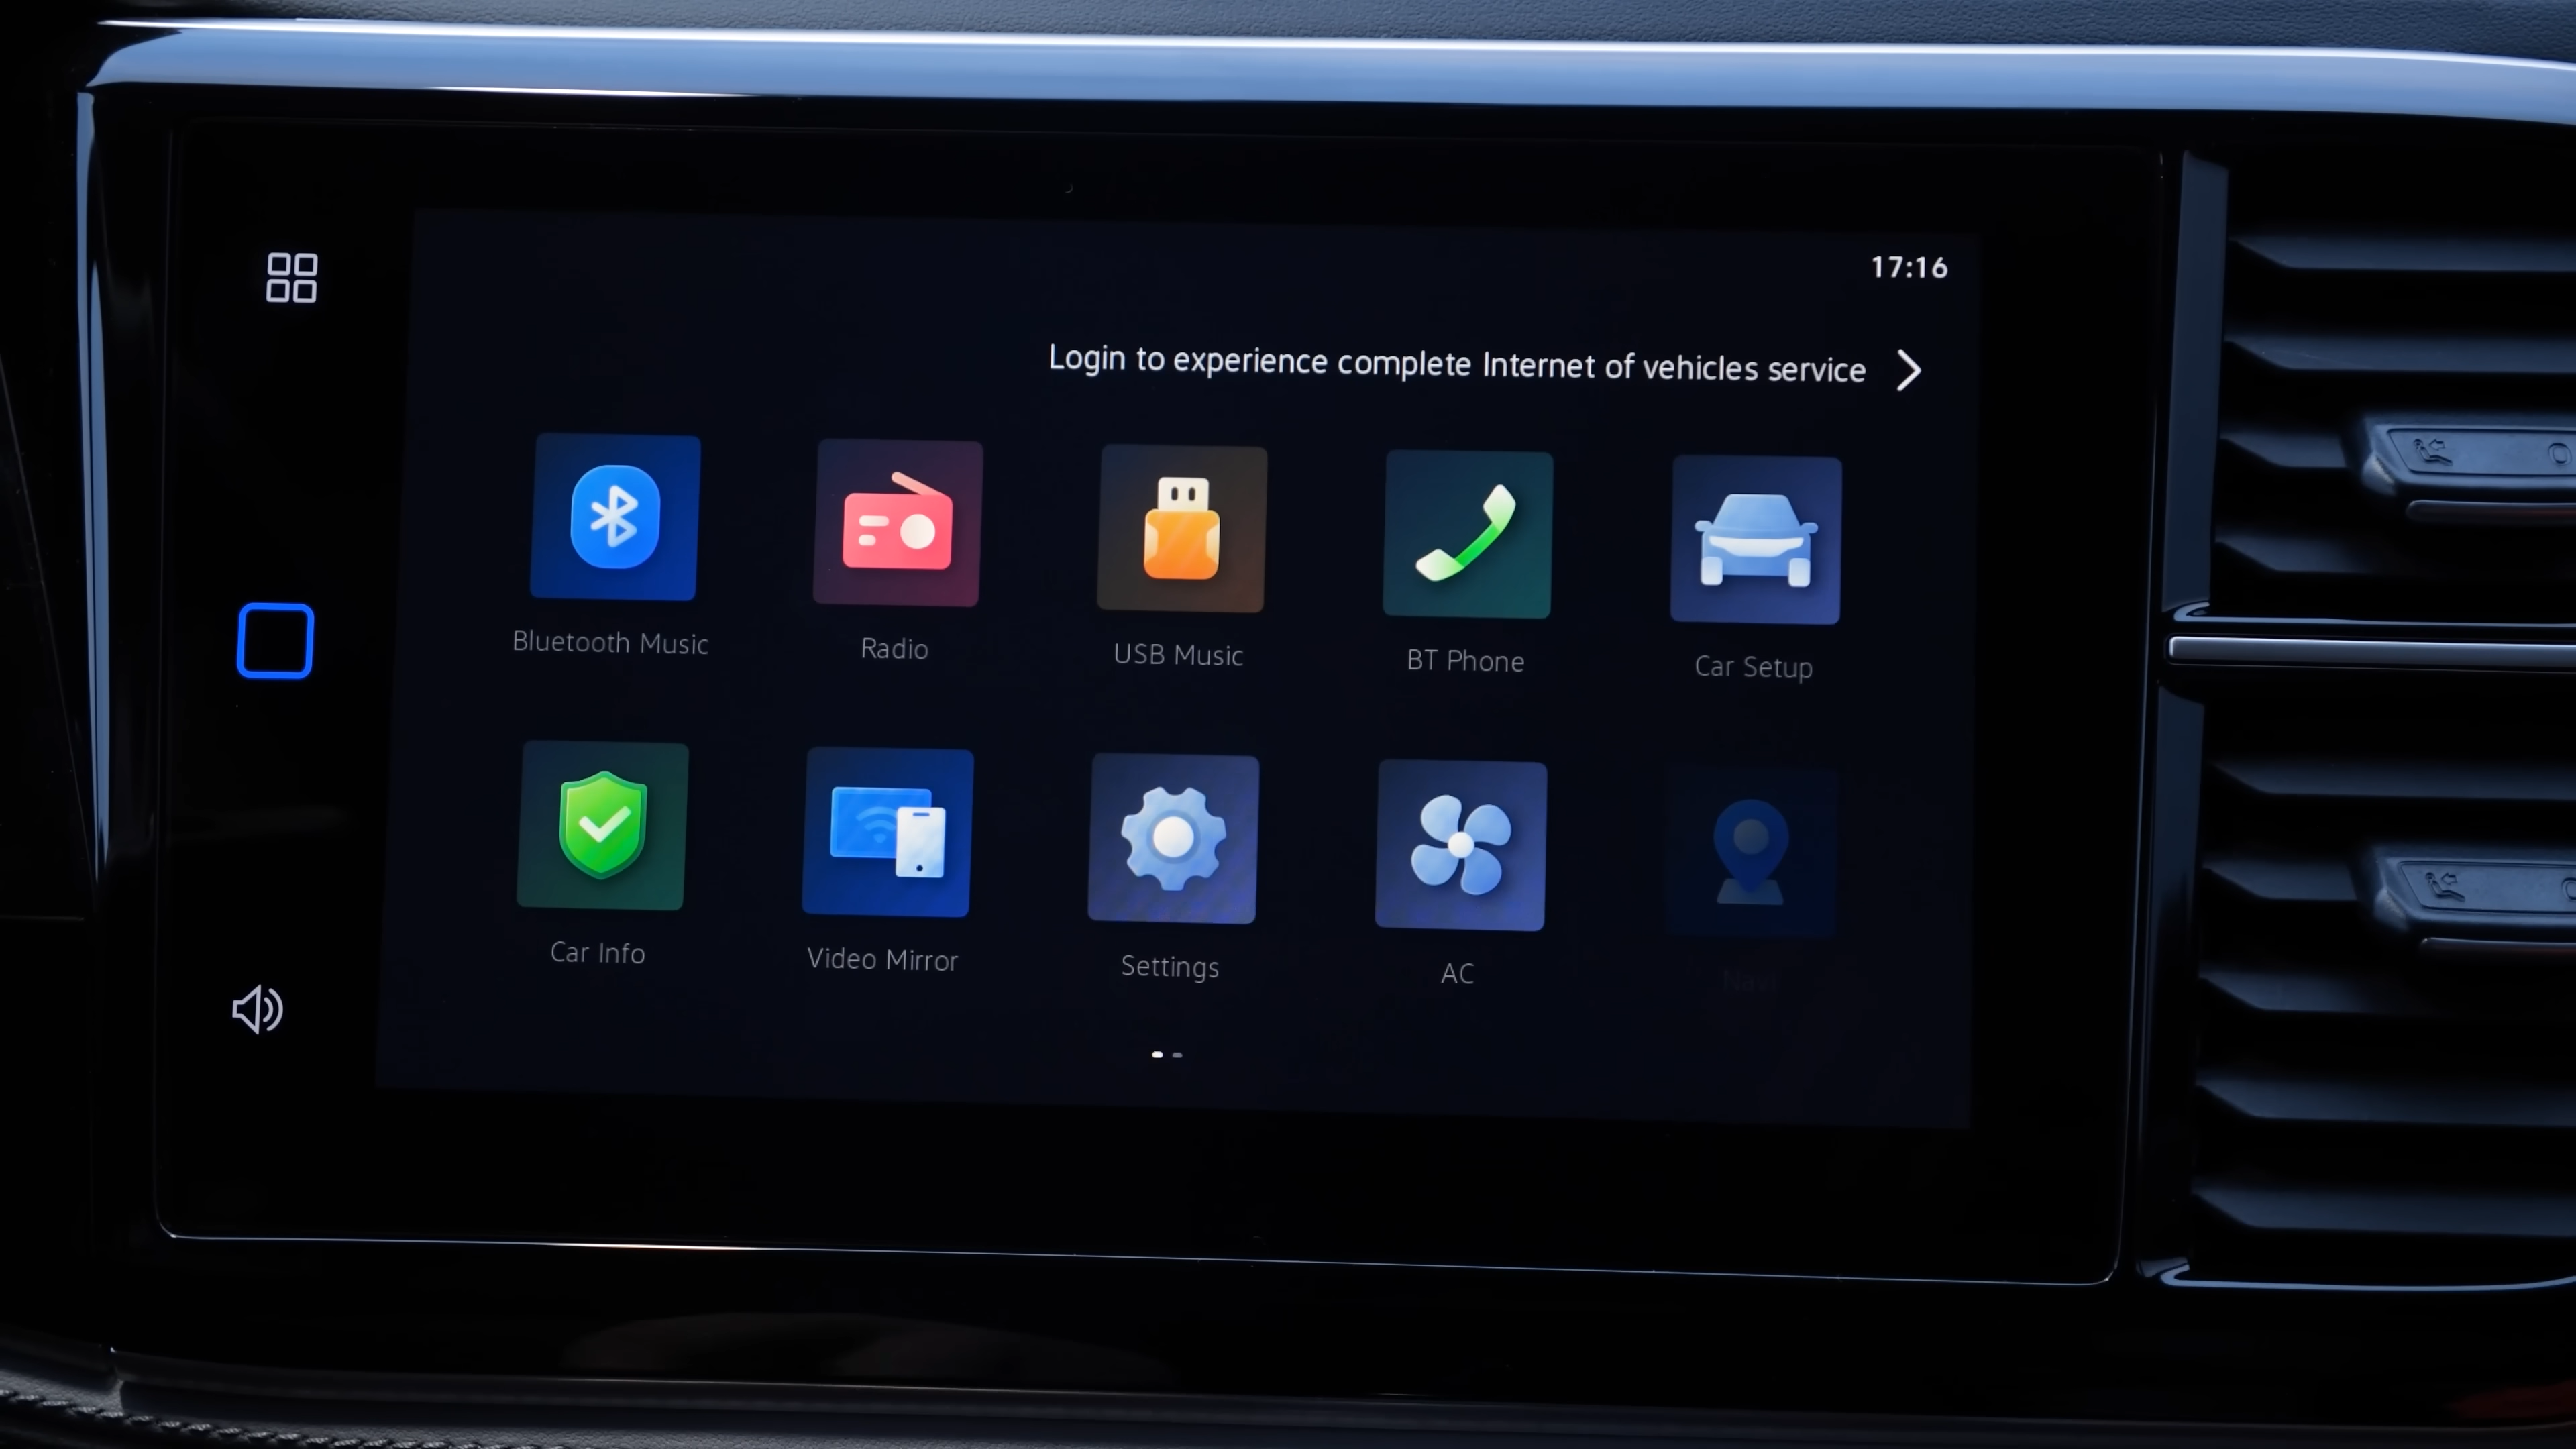 17:16
Login to experience complete Internet of vehicles service
Bluetooth Music
Radio
USB Music
BT Phone
Car Setup
Car Info
Video Mirror
Settings
AC
Navi